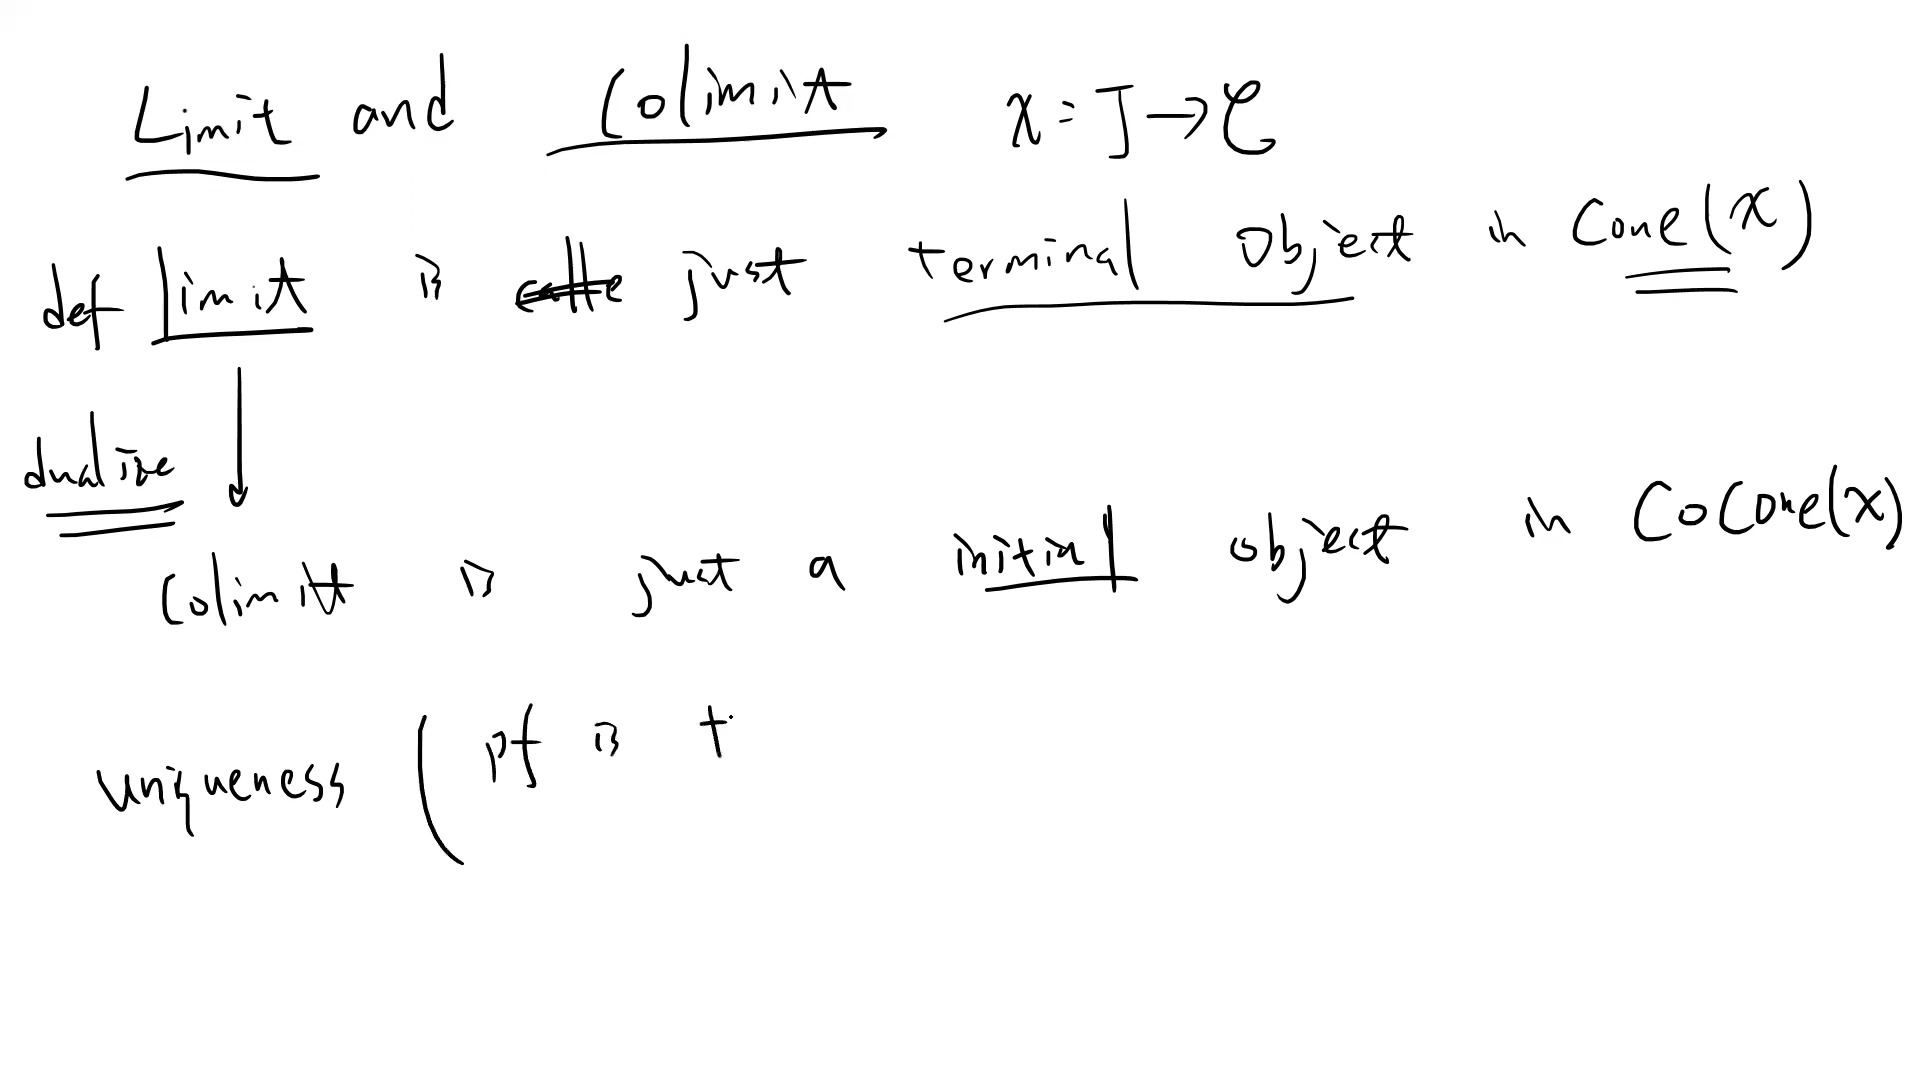 Limit and Colimit X : J → C
def limit is just terminal object in Cone(X)
dualize
Colimit is just a initial object in CoCone(X)
uniqueness ( pf is t